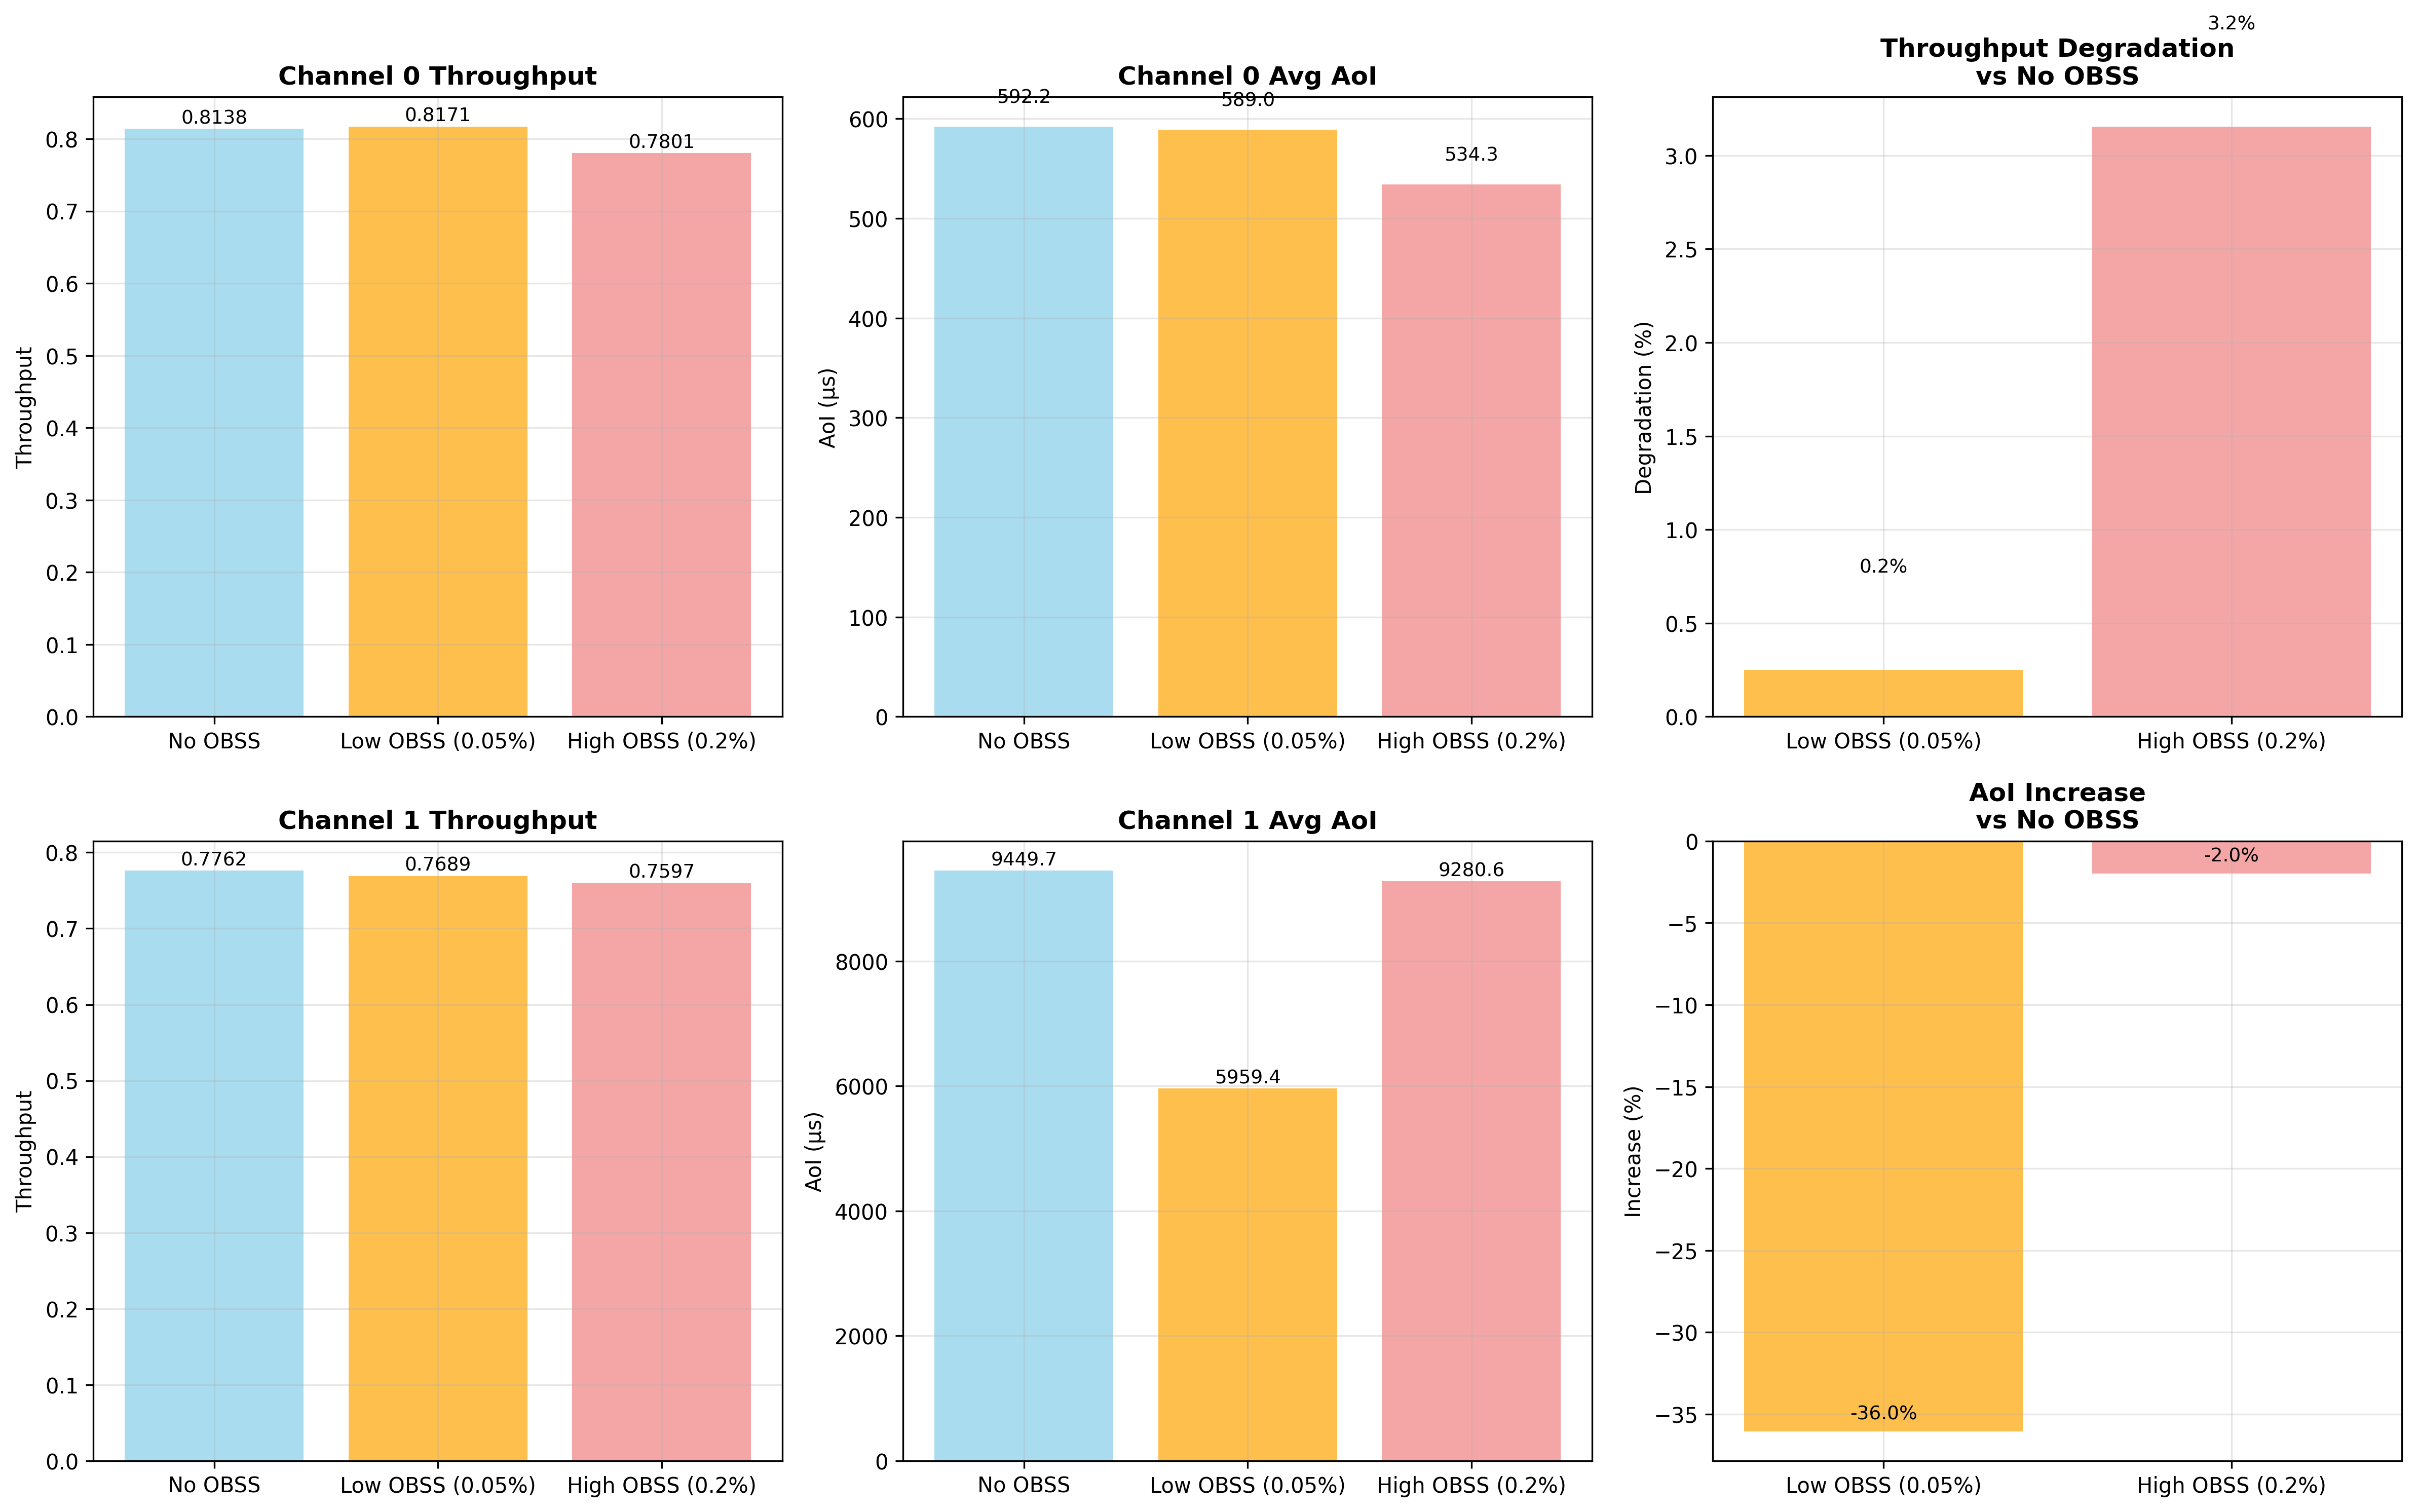 Channel 0 Throughput
0.8138
0.8171
0.7801
0.8
0.7
0.6
0.5
0.4
0.3
0.2
0.1
0.0
Throughput
No OBSS
Low OBSS (0.05%)
High OBSS (0.2%)
Channel 0 Avg AoI
592.2
589.0
534.3
600
500
400
300
200
100
0
AoI (μs)
No OBSS
Low OBSS (0.05%)
High OBSS (0.2%)
3.2%
Throughput Degradation
vs No OBSS
3.0
2.5
2.0
1.5
1.0
0.5
0.0
0.2%
Degradation (%)
Low OBSS (0.05%)
High OBSS (0.2%)
Channel 1 Throughput
0.7762
0.7689
0.7597
0.8
0.7
0.6
0.5
0.4
0.3
0.2
0.1
0.0
Throughput
No OBSS
Low OBSS (0.05%)
High OBSS (0.2%)
Channel 1 Avg AoI
9449.7
5959.4
9280.6
8000
6000
4000
2000
0
AoI (μs)
No OBSS
Low OBSS (0.05%)
High OBSS (0.2%)
AoI Increase
vs No OBSS
0
−5
−10
−15
−20
−25
−30
−35
-2.0%
-36.0%
Increase (%)
Low OBSS (0.05%)
High OBSS (0.2%)